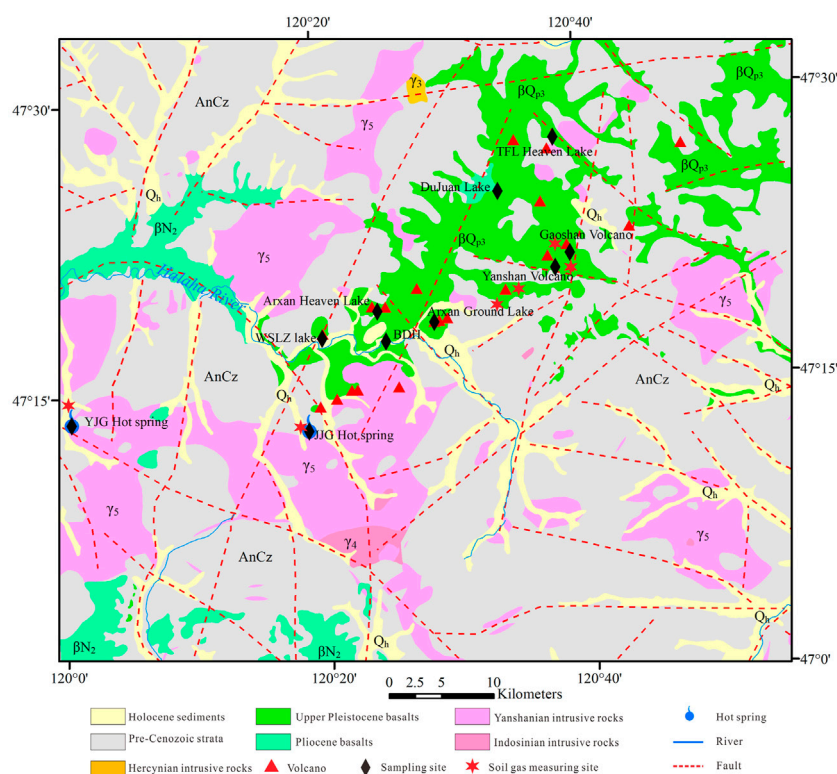 120°20' 120°40'
47°30' 47°30'
γ3
βQp3
AnCz
TFL Heaven Lake
βQp3
γ5
DuJuan Lake
Qh Qh
βN2
Gaoshan Volcano
γ5 βQp3
Yanshan Volcano
Halaha River
Arxan Heaven Lake
γ5
Arxan Ground Lake
WSLZ lake BDH
Qh
47°15'
AnCz AnCz
Qh Qh
47°15'
YJG Hot spring JJG Hot spring
γ5
Qh
γ5 γ5
γ4
AnCz
Qh
βN2 βN2 Qh
47°0'
120°0' 120°20' 120°40'
0 2.5 5 10
Kilometers
Holocene sediments Upper Pleistocene basalts Yanshanian intrusive rocks Hot spring
Pre-Cenozoic strata Pliocene basalts Indosinian intrusive rocks River
Hercynian intrusive rocks Volcano Sampling site Soil gas measuring site Fault